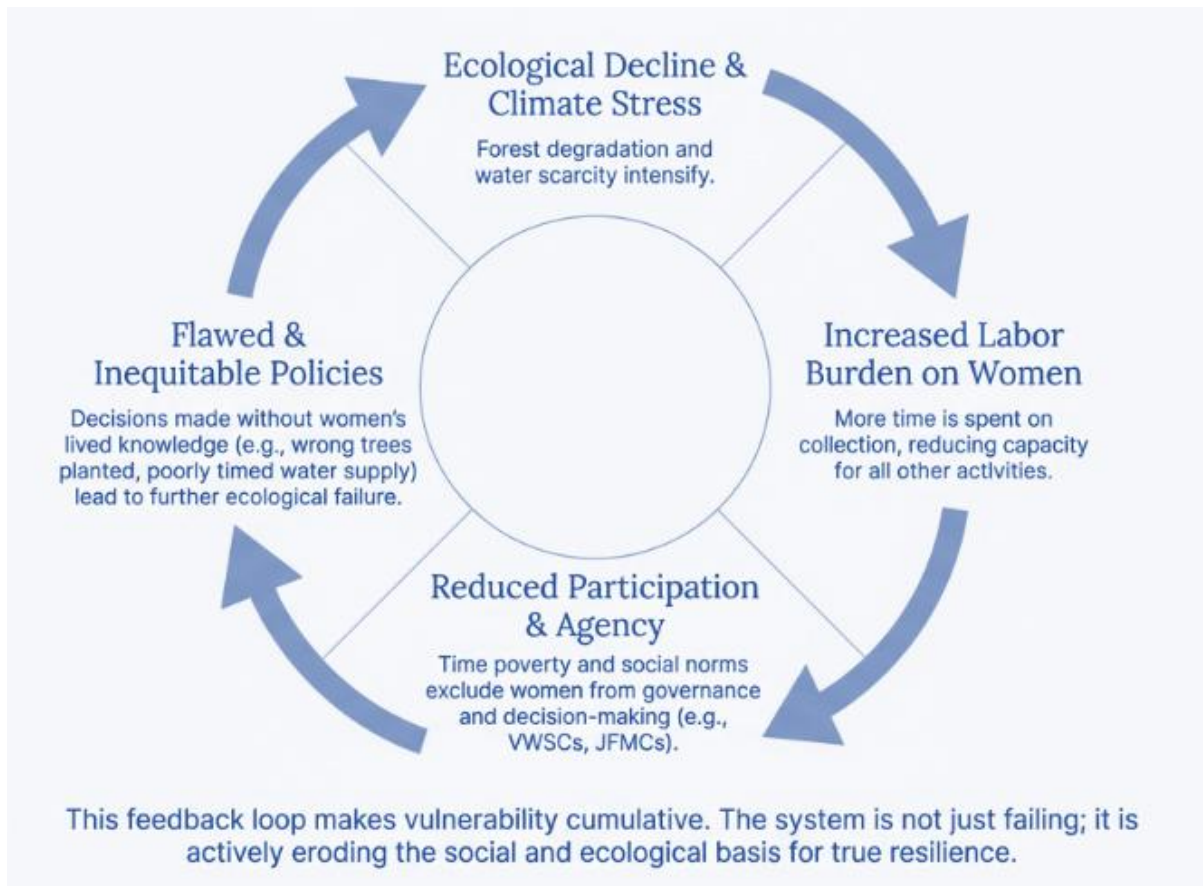 Ecological Decline &
Climate Stress
Forest degradation and
water scarcity intensify.
Increased Labor
Burden on Women
More time is spent on
collection, reducing capacity
for all other activities.
Reduced Participation
& Agency
Time poverty and social norms
exclude women from governance
and decision-making (e.g.,
VWSCs, JFMCs).
Flawed &
Inequitable Policies
Decisions made without women's
lived knowledge (e.g., wrong trees
planted, poorly timed water supply)
lead to further ecological failure.
This feedback loop makes vulnerability cumulative. The system is not just failing; it is
actively eroding the social and ecological basis for true resilience.